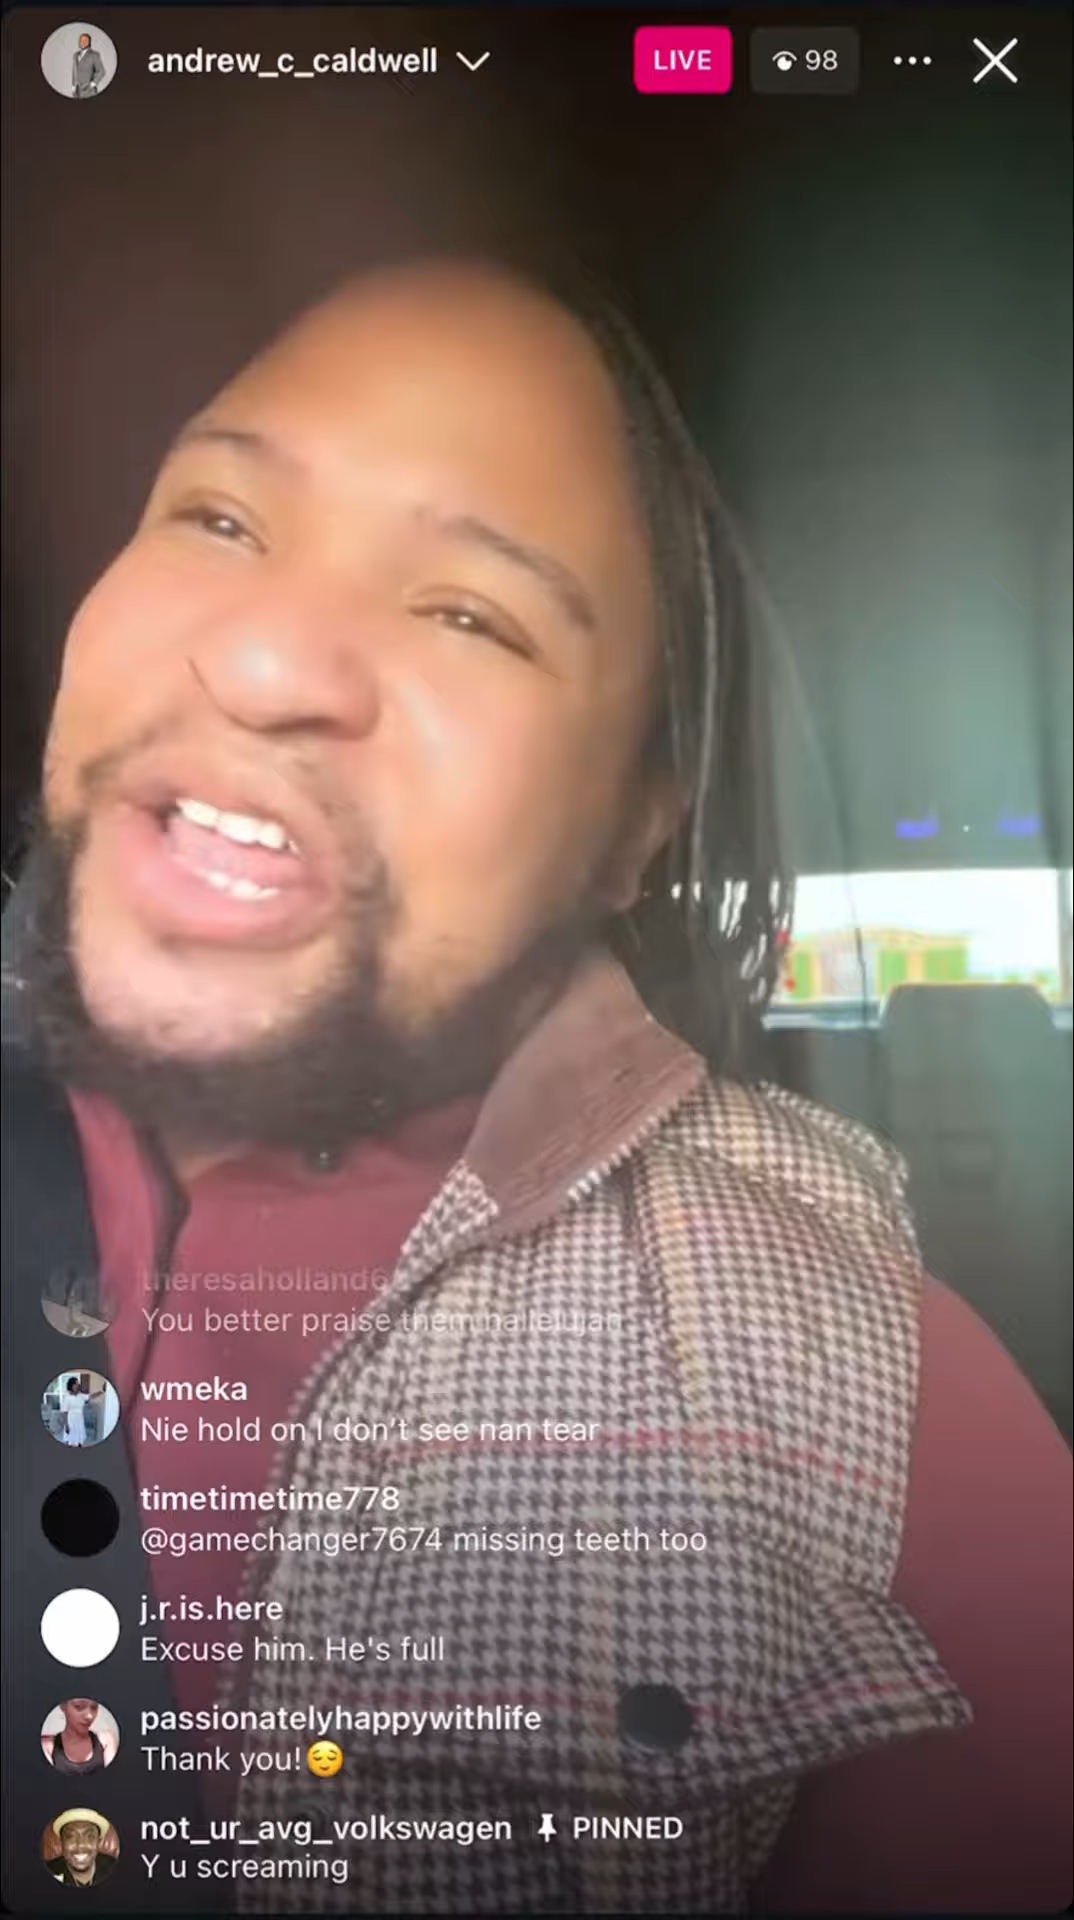 andrew_c_caldwell
LIVE
98
theresaholland6
You better praise them hallelujah
wmeka
Nie hold on I don't see nan tear
timetimetime778
@gamechanger7674 missing teeth too
j.r.is.here
Excuse him. He's full
passionatelyhappywithlife
Thank you!😌
not_ur_avg_volkswagen PINNED
Y u screaming